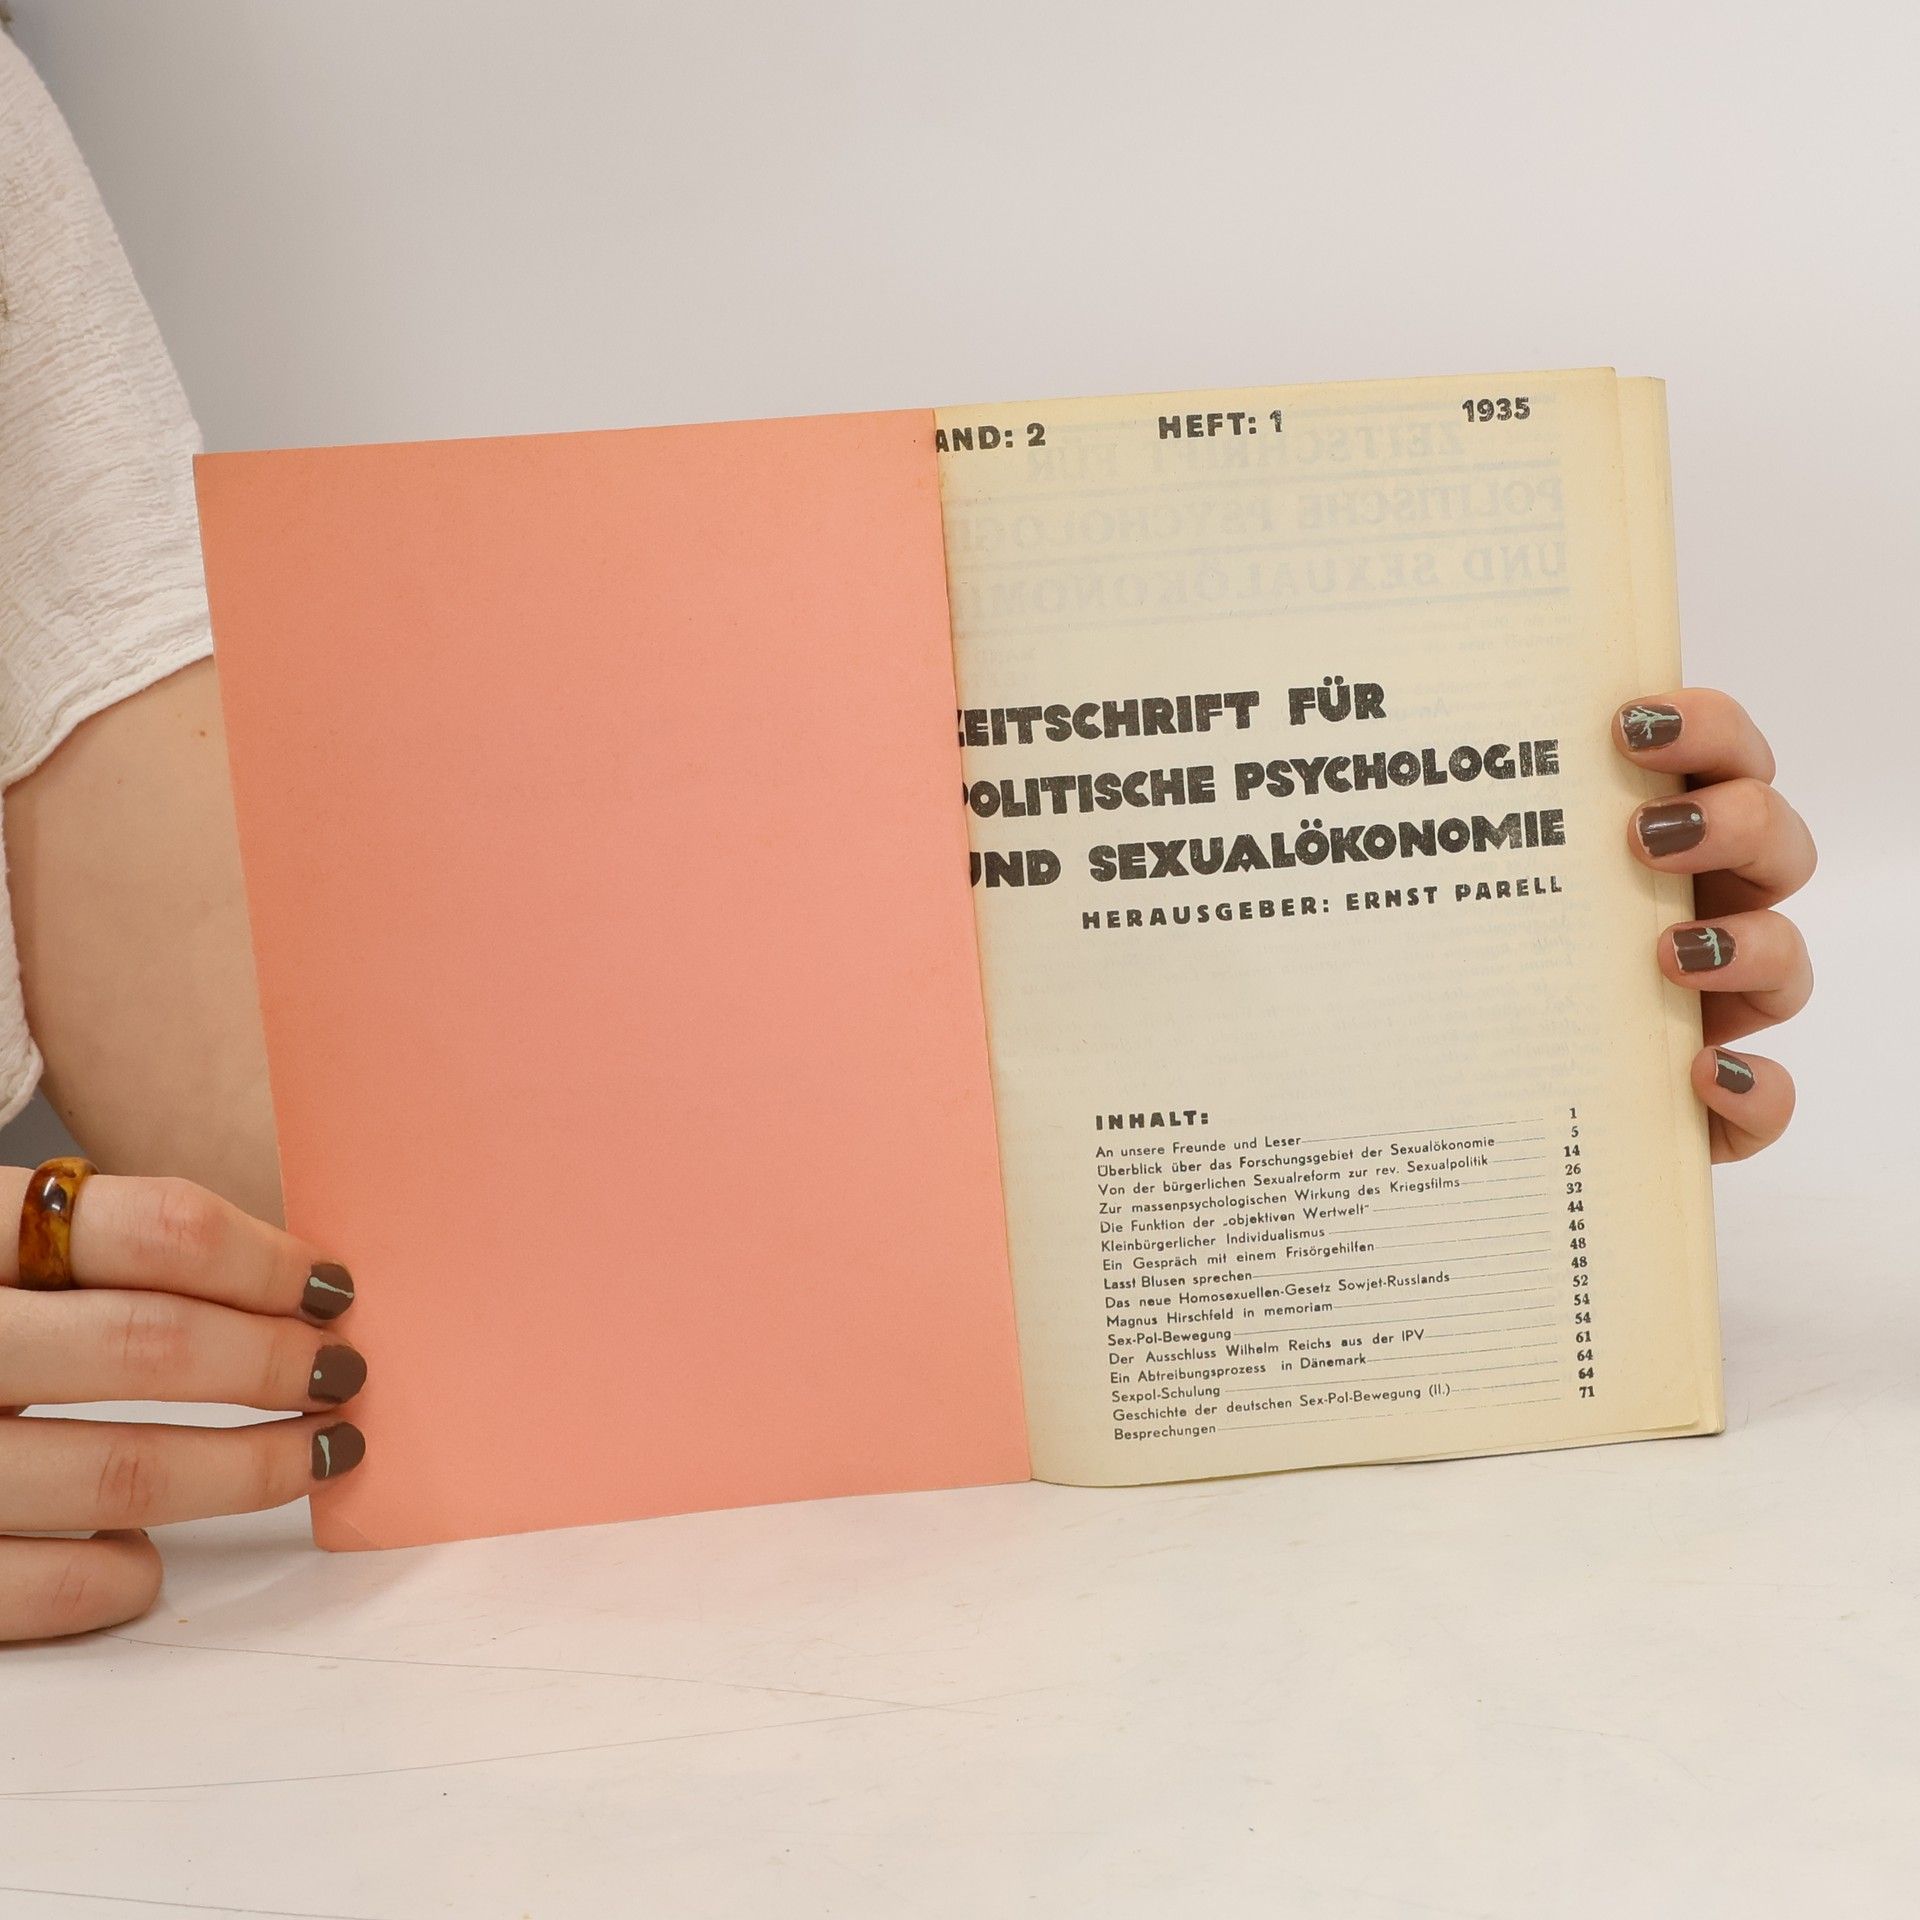 AND: 2 HEFT: 1 1935
ZEITSCHRIFT FÜR
POLITISCHE PSYCHOLOGIE
UND SEXUALÖKONOMIE
HERAUSGEBER: ERNST PARELL
INHALT:
An unsere Freunde und Leser 1
Überblick über das Forschungsgebiet der Sexualökonomie 5
Von der bürgerlichen Sexualreform zur rev. Sexualpolitik 14
Zur massenpsychologischen Wirkung des Kriegsfilms 26
Die Funktion der „objektiven Wertwelt" 32
Kleinbürgerlicher Individualismus 44
Ein Gespräch mit einem Frisörgehilfen 46
Lasst Blusen sprechen 48
Das neue Homosexuellen-Gesetz Sowjet-Russlands 48
Magnus Hirschfeld in memoriam 52
Sex-Pol-Bewegung 54
Der Ausschluss Wilhelm Reichs aus der IPV 54
Ein Abtreibungsprozess in Dänemark 61
Sexpol-Schulung 64
Geschichte der deutschen Sex-Pol-Bewegung (II.) 64
Besprechungen 71